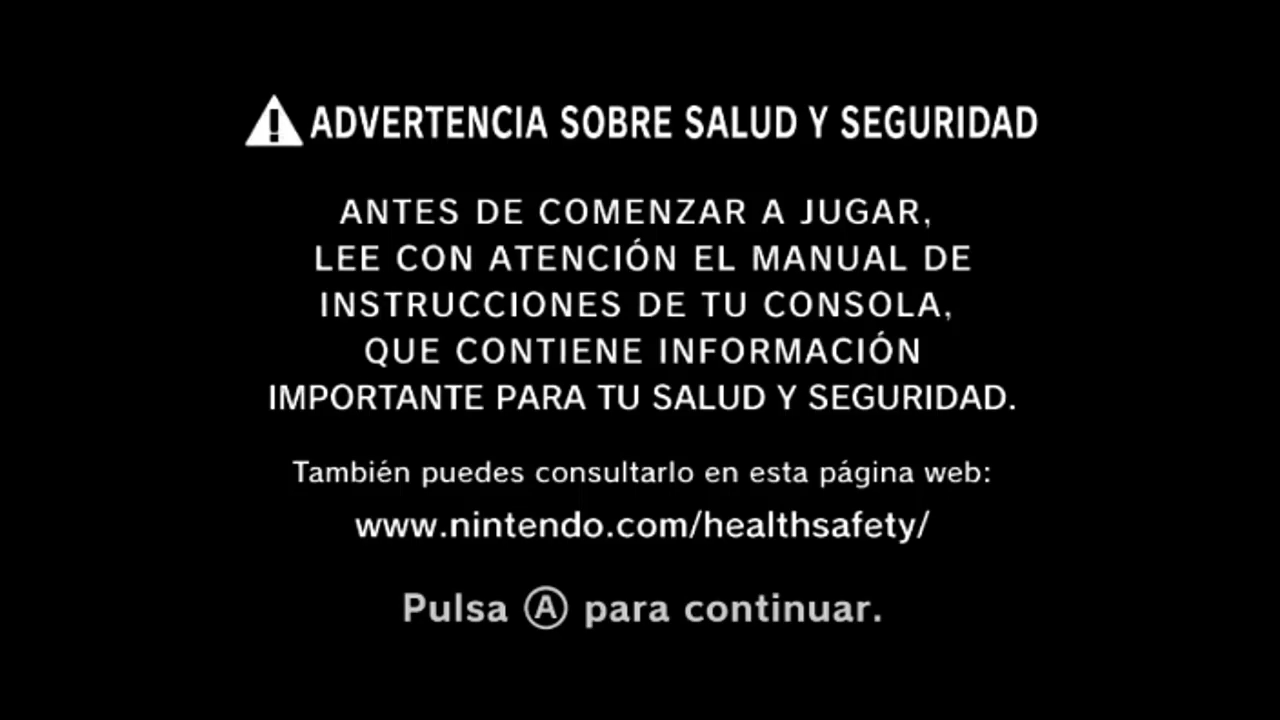 ADVERTENCIA SOBRE SALUD Y SEGURIDAD
ANTES DE COMENZAR A JUGAR,
LEE CON ATENCIÓN EL MANUAL DE
INSTRUCCIONES DE TU CONSOLA,
QUE CONTIENE INFORMACIÓN
IMPORTANTE PARA TU SALUD Y SEGURIDAD.
También puedes consultarlo en esta página web:
www.nintendo.com/healthsafety/
Pulsa Ⓐ para continuar.